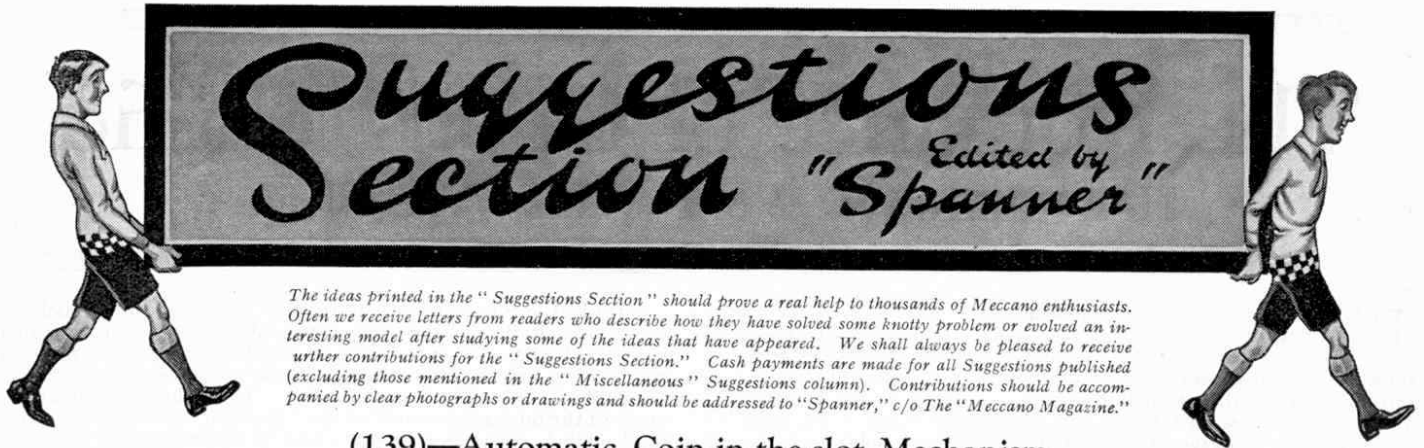 Suggestions
Section
Edited by
"Spanner"
The ideas printed in the "Suggestions Section" should prove a real help to thousands of Meccano enthusiasts.
Often we receive letters from readers who describe how they have solved some knotty problem or evolved an in-
teresting model after studying some of the ideas that have appeared. We shall always be pleased to receive
urther contributions for the "Suggestions Section." Cash payments are made for all Suggestions published
(excluding those mentioned in the "Miscellaneous" Suggestions column). Contributions should be accom-
panied by clear photographs or drawings and should be addressed to "Spanner," c/o The "Meccano Magazine."
(139)—Automatic Coin-in-the-slot Mechanism